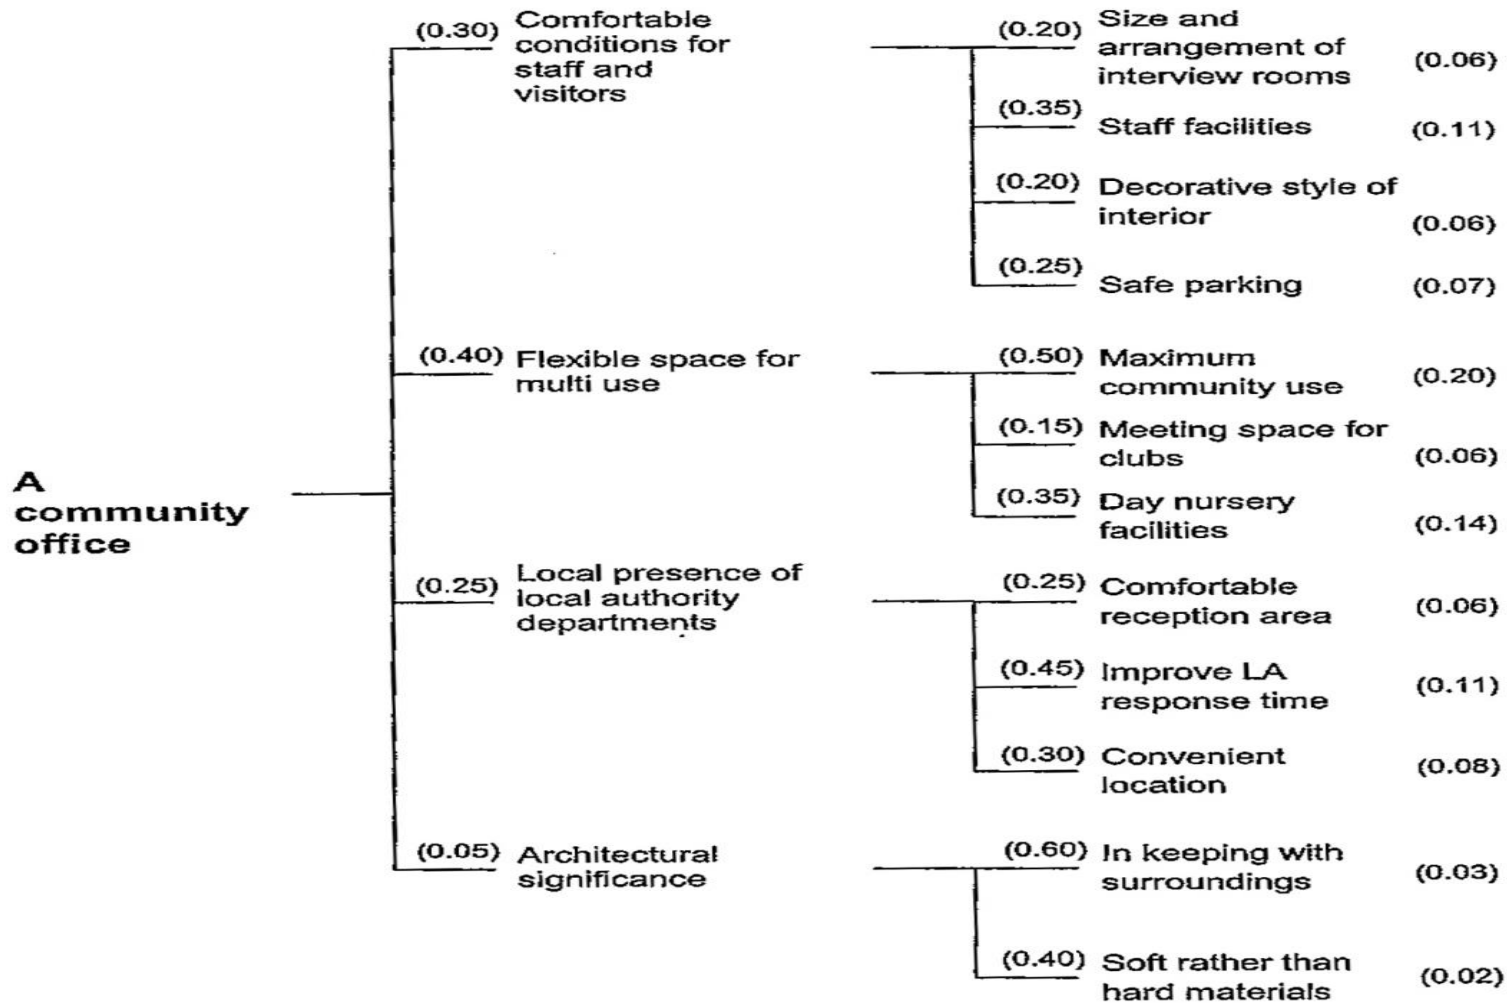 A
community
office
(0.30) Comfortable
conditions for
staff and
visitors
(0.20) Size and
arrangement of
interview rooms (0.06)
(0.35) Staff facilities (0.11)
(0.20) Decorative style of
interior (0.06)
(0.25) Safe parking (0.07)
(0.40) Flexible space for
multi use
(0.50) Maximum
community use (0.20)
(0.15) Meeting space for
clubs (0.06)
(0.35) Day nursery
facilities (0.14)
(0.25) Local presence of
local authority
departments
(0.25) Comfortable
reception area (0.06)
(0.45) Improve LA
response time (0.11)
(0.30) Convenient
location (0.08)
(0.05) Architectural
significance
(0.60) In keeping with
surroundings (0.03)
(0.40) Soft rather than
hard materials (0.02)